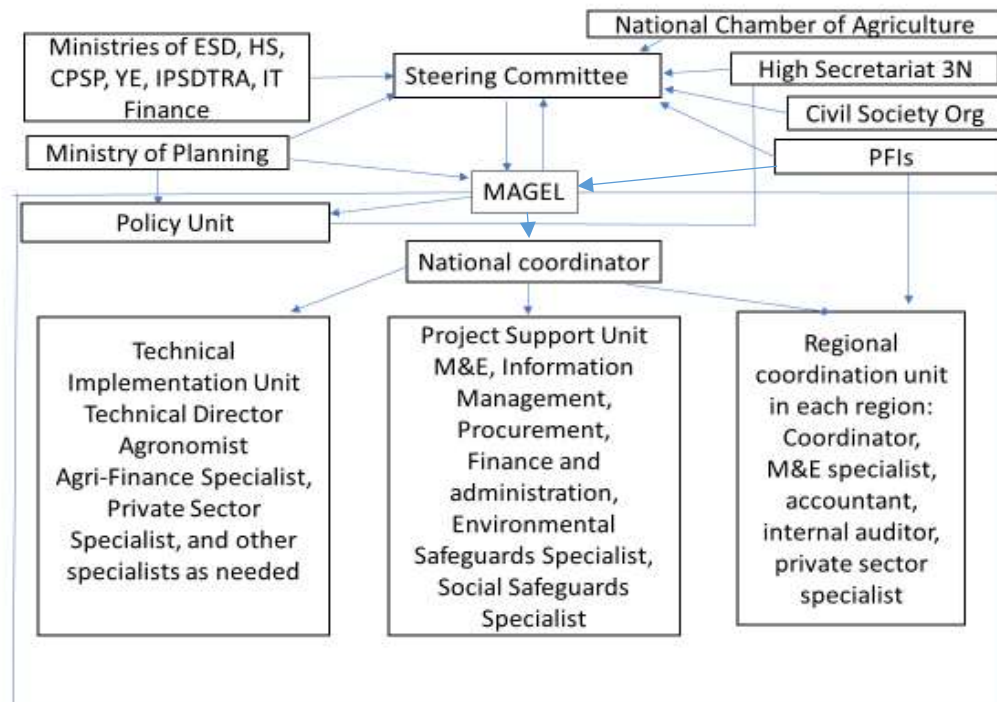 National Chamber of Agriculture
Ministries of ESD, HS,
CPSP, YE, IPSDTRA, IT
Finance
Steering Committee
High Secretariat 3N
Civil Society Org
Ministry of Planning
PFIs
MAGEL
Policy Unit
National coordinator
Technical
Implementation Unit
Technical Director
Agronomist
Agri-Finance Specialist,
Private Sector
Specialist, and other
specialists as needed
Project Support Unit
M&E, Information
Management,
Procurement,
Finance and
administration,
Environmental
Safeguards Specialist,
Social Safeguards
Specialist
Regional
coordination unit
in each region:
Coordinator,
M&E specialist,
accountant,
internal auditor,
private sector
specialist